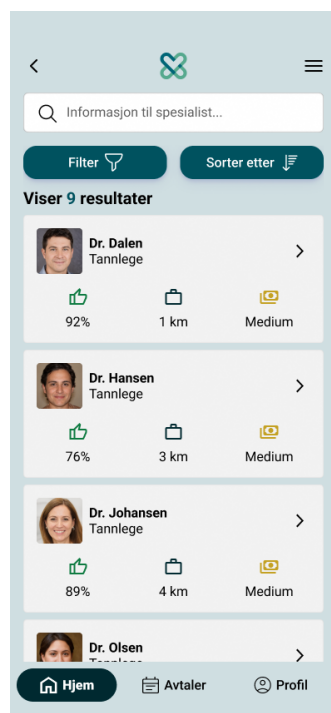 Informasjon til spesialist...
Filter
Sorter etter
Viser 9 resultater
Dr. Dalen
Tannlege
92%
1 km
Medium
Dr. Hansen
Tannlege
76%
3 km
Medium
Dr. Johansen
Tannlege
89%
4 km
Medium
Dr. Olsen
Tannlege
Hjem
Avtaler
Profil